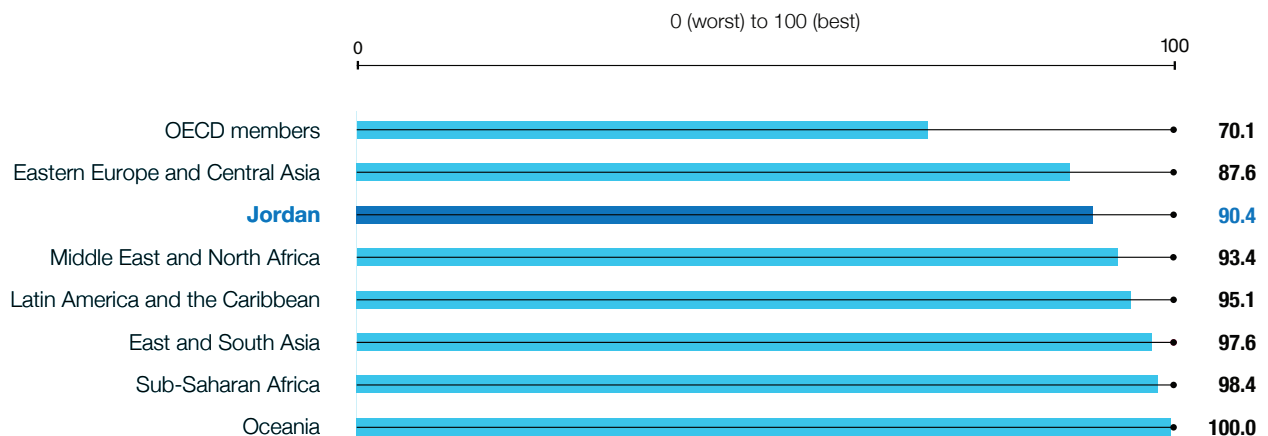 0 (worst) to 100 (best)
0 100
OECD members 70.1
Eastern Europe and Central Asia 87.6
Jordan 90.4
Middle East and North Africa 93.4
Latin America and the Caribbean 95.1
East and South Asia 97.6
Sub-Saharan Africa 98.4
Oceania 100.0